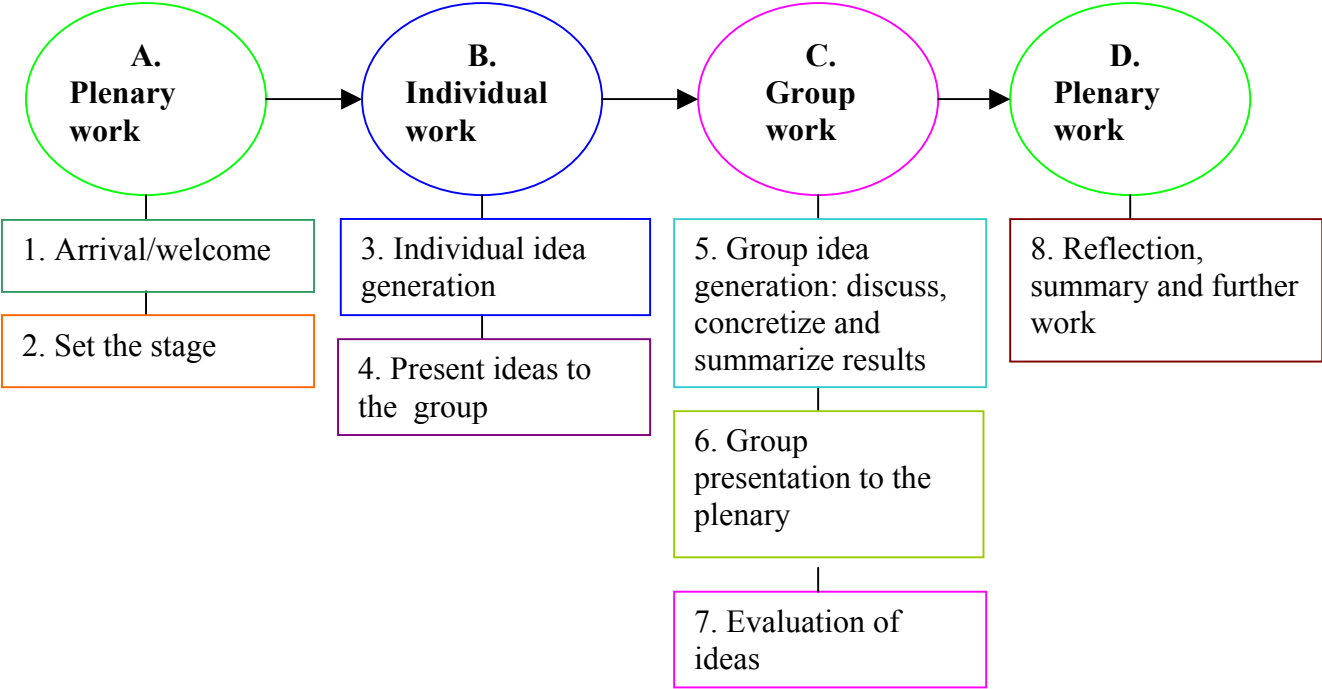 A.
Plenary
work
B.
Individual
work
C.
Group
work
D.
Plenary
work
1. Arrival/welcome
2. Set the stage
3. Individual idea
generation
4. Present ideas to
the  group
5. Group idea
generation: discuss,
concretize and
summarize results
6. Group
presentation to the
plenary
7. Evaluation of
ideas
8. Reflection,
summary and further
work